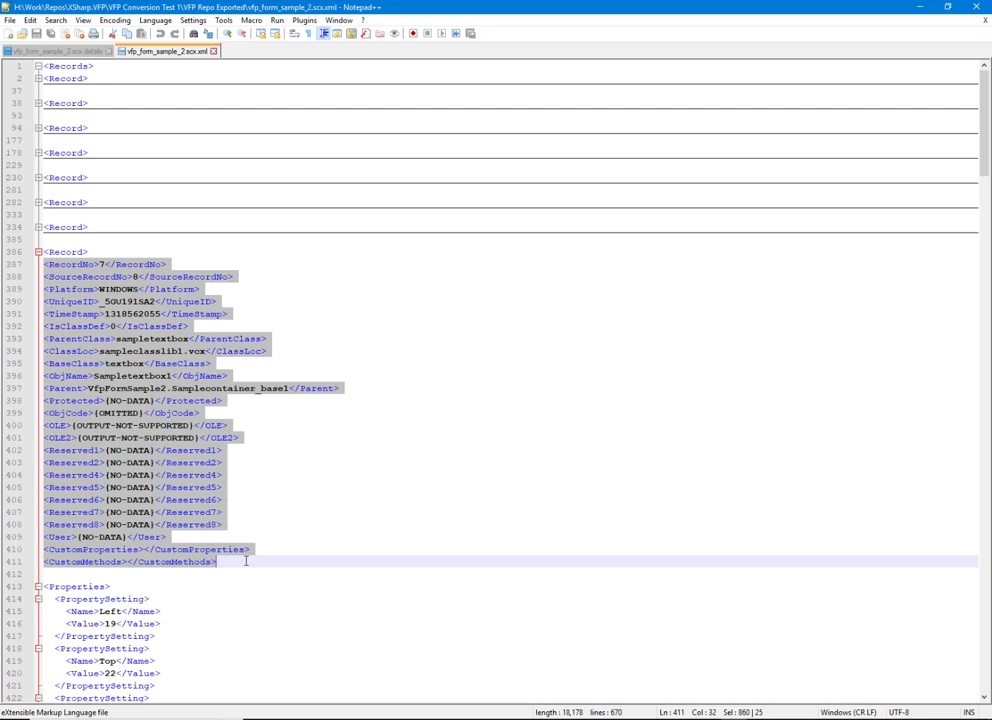 H:\Work\Repos\XSharp.VFP\VFP Conversion Test 1\VFP Repo Exported\vfp_form_sample_2.scx.xml - Notepad++
File Edit Search View Encoding Language Settings Tools Macro Run Plugins Window ? X
vfp_form_sample_2.scx.details vfp_form_sample_2.scx.xml
1 <Records>
2 <Record>
37
38 <Record>
93
94 <Record>
177
178 <Record>
229
230 <Record>
281
282 <Record>
333
334 <Record>
385
386 <Record>
387 <RecordNo>7</RecordNo>
388 <SourceRecordNo>8</SourceRecordNo>
389 <Platform>WINDOWS</Platform>
390 <UniqueID>_5GU191SA2</UniqueID>
391 <TimeStamp>1318562055</TimeStamp>
392 <IsClassDef>0</IsClassDef>
393 <ParentClass>sampletextbox</ParentClass>
394 <ClassLoc>sampleclasslib1.vcx</ClassLoc>
395 <BaseClass>textbox</BaseClass>
396 <ObjName>Sampletextbox1</ObjName>
397 <Parent>VfpFormSample2.Samplecontainer_base1</Parent>
398 <Protected>{NO-DATA}</Protected>
399 <ObjCode>{OMITTED}</ObjCode>
400 <OLE>{OUTPUT-NOT-SUPPORTED}</OLE>
401 <OLE2>{OUTPUT-NOT-SUPPORTED}</OLE2>
402 <Reserved1>{NO-DATA}</Reserved1>
403 <Reserved2>{NO-DATA}</Reserved2>
404 <Reserved4>{NO-DATA}</Reserved4>
405 <Reserved5>{NO-DATA}</Reserved5>
406 <Reserved6>{NO-DATA}</Reserved6>
407 <Reserved7>{NO-DATA}</Reserved7>
408 <Reserved8>{NO-DATA}</Reserved8>
409 <User>{NO-DATA}</User>
410 <CustomProperties></CustomProperties>
411 <CustomMethods></CustomMethods>
412
413 <Properties>
414 <PropertySetting>
415 <Name>Left</Name>
416 <Value>19</Value>
417 </PropertySetting>
418 <PropertySetting>
419 <Name>Top</Name>
420 <Value>22</Value>
421 </PropertySetting>
422 <PropertySetting>
eXtensible Markup Language file length : 18,178 lines : 670 Ln : 411 Col : 32 Sel : 860 | 25 Windows (CR LF) UTF-8 INS